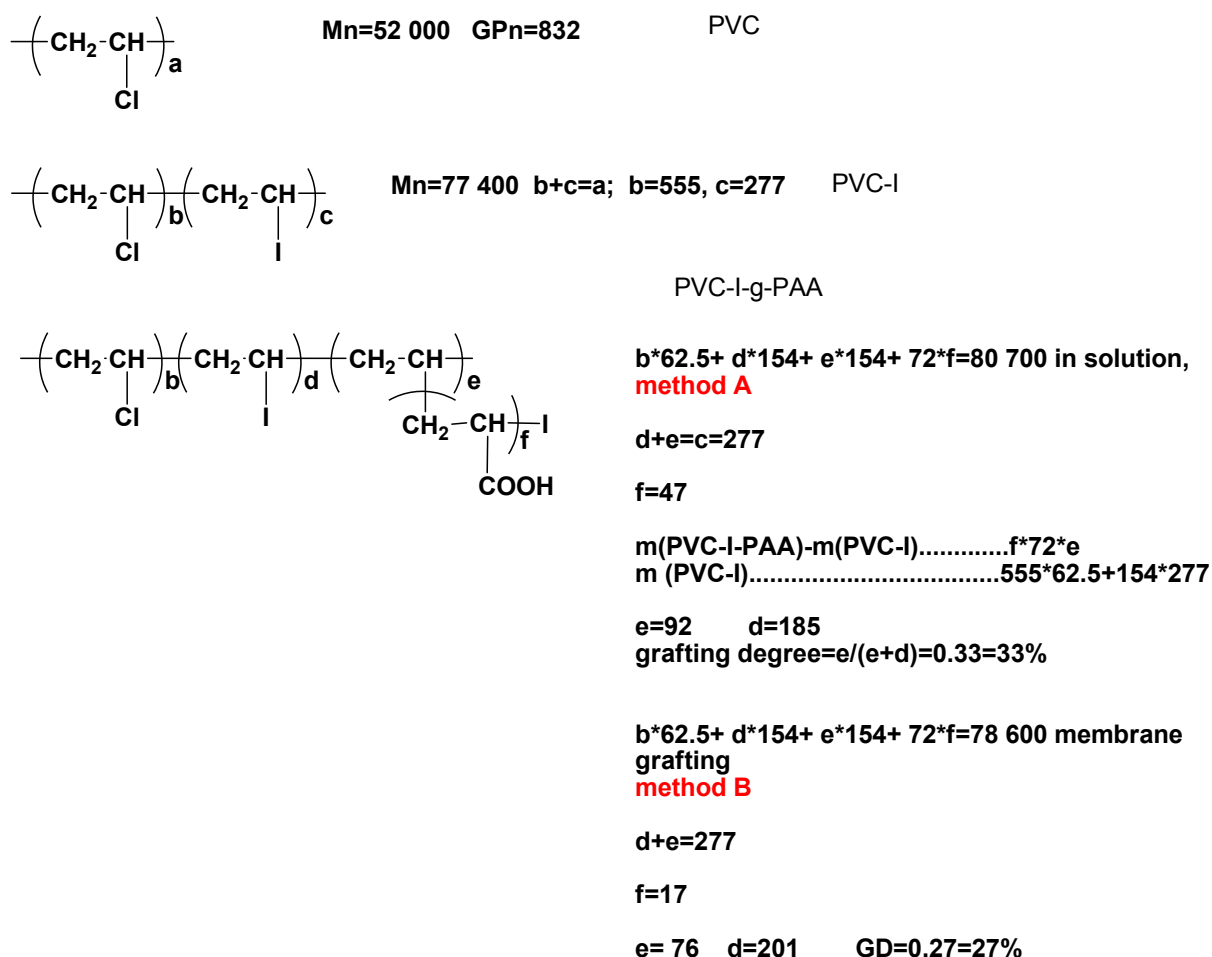 Mn=52 000 GPn=832 PVC
CH2-CH
a
Cl
Mn=77 400 b+c=a; b=555, c=277 PVC-I
CH2-CH b CH2-CH c
Cl I
PVC-I-g-PAA
CH2-CH b CH2-CH d CH2-CH e
Cl I
CH2-CH f I
COOH
b*62.5+ d*154+ e*154+ 72*f=80 700 in solution,
method A
d+e=c=277
f=47
m(PVC-I-PAA)-m(PVC-I).............f*72*e
m (PVC-I)....................................555*62.5+154*277
e=92 d=185
grafting degree=e/(e+d)=0.33=33%
b*62.5+ d*154+ e*154+ 72*f=78 600 membrane
grafting
method B
d+e=277
f=17
e= 76 d=201 GD=0.27=27%